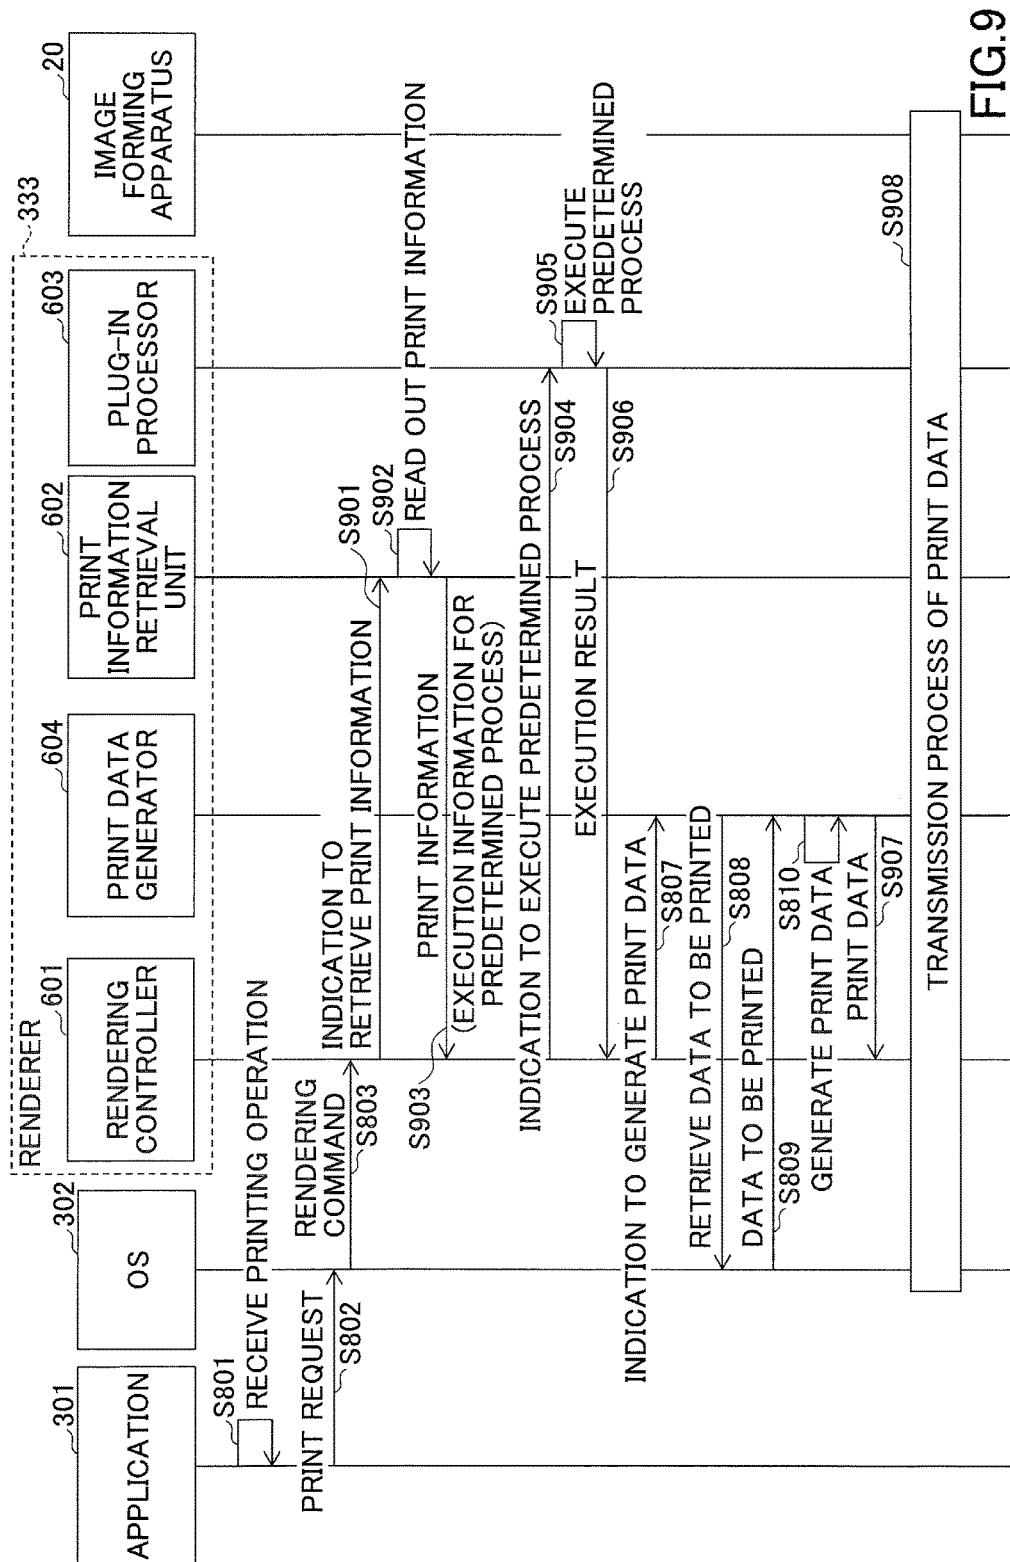 RENDERER
333
301
APPLICATION
302
OS
601
RENDERING
CONTROLLER
604
PRINT DATA
GENERATOR
602
PRINT
INFORMATION
RETRIEVAL
UNIT
603
PLUG-IN
PROCESSOR
20
IMAGE
FORMING
APPARATUS
S801
RECEIVE PRINTING OPERATION
PRINT REQUEST
S802
RENDERING
COMMAND
S803
INDICATION TO
RETRIEVE PRINT INFORMATION
S901
S902
READ OUT PRINT INFORMATION
PRINT INFORMATION
(EXECUTION INFORMATION FOR
PREDETERMINED PROCESS)
S903
INDICATION TO EXECUTE PREDETERMINED PROCESS
S904
S905
EXECUTE
PREDETERMINED
PROCESS
EXECUTION RESULT
S906
INDICATION TO GENERATE PRINT DATA
S807
RETRIEVE DATA TO BE PRINTED
S808
DATA TO BE PRINTED
S809
S810
GENERATE PRINT DATA
PRINT DATA
S907
S908
TRANSMISSION PROCESS OF PRINT DATA
FIG.9